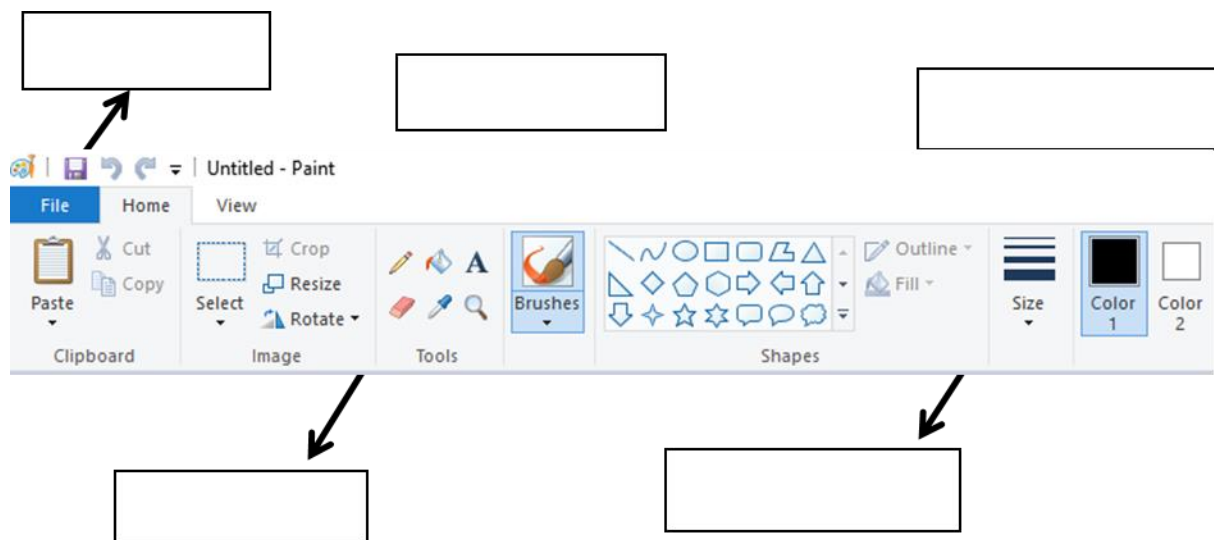 Untitled - Paint
File Home View
Paste
Cut
Copy
Clipboard
Select
Crop
Resize
Rotate
Image
A
Tools
Brushes
Outline
Fill
Shapes
Size
Color
1
Color
2